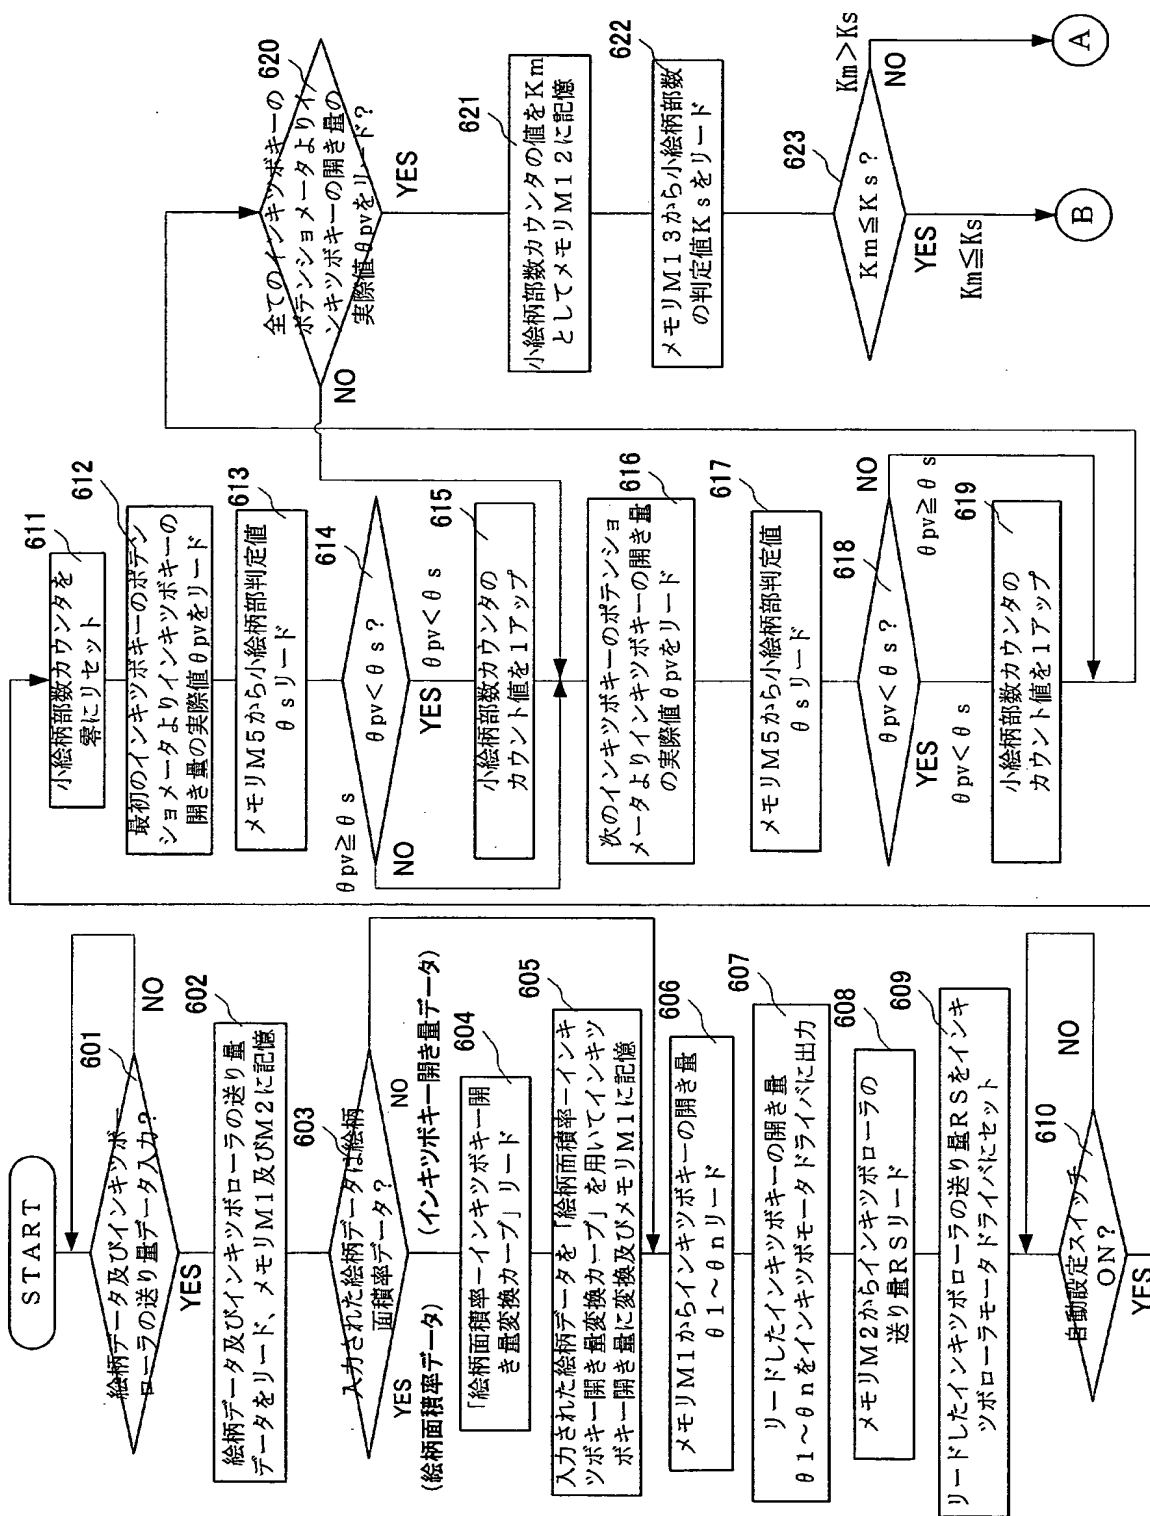 START
絵柄データ及びインキツボー
ローラの送り量データ入力？
601
NO
YES
絵柄データ及びインキツボローラの送り量
データをリード、メモリM1及びM2に記憶
602
入力された絵柄データは絵柄
面積率データ？
603
YES
(絵柄面積率データ)
NO
(インキツボキー開き量データ)
「絵柄面積率－インキツボキー開
き量変換カーブ」リード
604
入力された絵柄データを「絵柄面積率－インキ
ツボキー開き量変換カーブ」を用いてインキツ
ボキー開き量に変換及びメモリM1に記憶
605
メモリM1からインキツボキーの開き量
θ1～θnリード
606
リードしたインキツボキーの開き量
θ1～θnをインキツボモータドライバに出力
607
メモリM2からインキツボローラの
送り量RSリード
608
リードしたインキツボローラの送り量RSをインキ
ツボローラモータドライバにセット
609
自動設定スイッチ
ON？
610
NO
YES
小絵柄部数カウンタを
零にリセット
611
最初のインキツボキーのポテン
ショメータよりインキツボキーの
開き量の実際値θpvをリード
612
メモリM5から小絵柄部判定値
θsリード
613
θpv＜θs？
614
θpv≧θs
NO
YES
θpv＜θs
小絵柄部数カウンタの
カウント値を1アップ
615
次のインキツボキーのポテンショ
メータよりインキツボキーの開き量
の実際値θpvをリード
616
メモリM5から小絵柄部判定値
θsリード
617
θpv＜θs？
618
NO
θpv≧θs
YES
θpv＜θs
小絵柄部数カウンタの
カウント値を1アップ
619
全てのインキツボキーの
ポテンショメータよりイ
ンキツボキーの開き量の
実際値θpvをリード？
620
NO
YES
小絵柄部数カウンタの値をKm
としてメモリM12に記憶
621
メモリM13から小絵柄部数
の判定値Ksをリード
622
Km≦Ks？
623
Km＞Ks
NO
YES
Km≦Ks
A
B